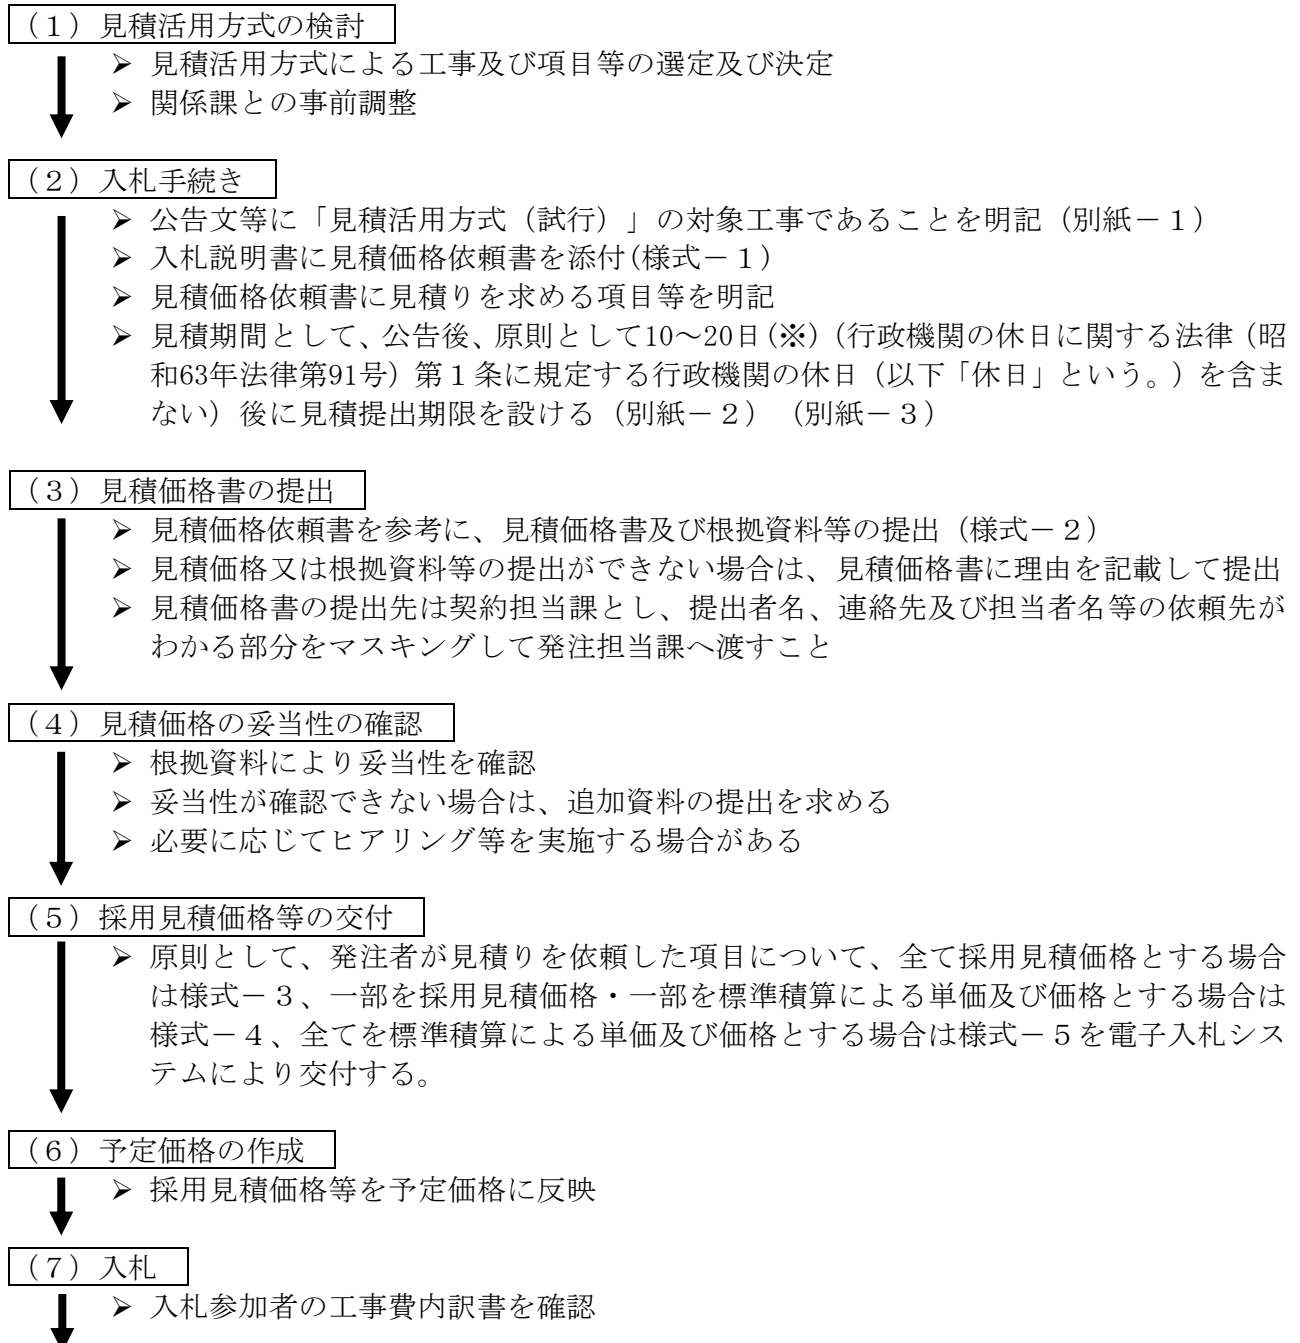 （１）見積活用方式の検討
➢ 見積活用方式による工事及び項目等の選定及び決定
➢ 関係課との事前調整
（２）入札手続き
➢ 公告文等に「見積活用方式（試行）」の対象工事であることを明記（別紙－１）
➢ 入札説明書に見積価格依頼書を添付(様式－１)
➢ 見積価格依頼書に見積りを求める項目等を明記
➢ 見積期間として、公告後、原則として10～20日(※)（行政機関の休日に関する法律（昭
和63年法律第91号）第１条に規定する行政機関の休日（以下「休日」という。）を含ま
ない）後に見積提出期限を設ける（別紙－２）（別紙－３）
（３）見積価格書の提出
➢ 見積価格依頼書を参考に、見積価格書及び根拠資料等の提出（様式－２）
➢ 見積価格又は根拠資料等の提出ができない場合は、見積価格書に理由を記載して提出
➢ 見積価格書の提出先は契約担当課とし、提出者名、連絡先及び担当者名等の依頼先が
わかる部分をマスキングして発注担当課へ渡すこと
（４）見積価格の妥当性の確認
➢ 根拠資料により妥当性を確認
➢ 妥当性が確認できない場合は、追加資料の提出を求める
➢ 必要に応じてヒアリング等を実施する場合がある
（５）採用見積価格等の交付
➢ 原則として、発注者が見積りを依頼した項目について、全て採用見積価格とする場合
は様式－３、一部を採用見積価格・一部を標準積算による単価及び価格とする場合は
様式－４、全てを標準積算による単価及び価格とする場合は様式－５を電子入札シス
テムにより交付する。
（６）予定価格の作成
➢ 採用見積価格等を予定価格に反映
（７）入札
➢ 入札参加者の工事費内訳書を確認